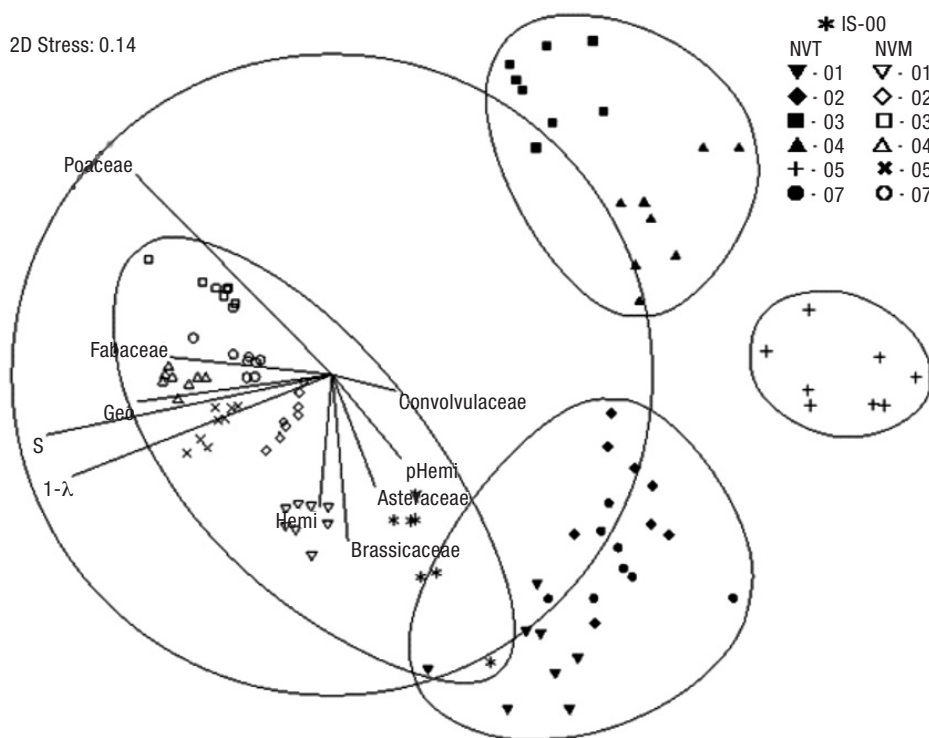 2D Stress: 0.14
IS-00
NVT NVM
- 01 - 01
- 02 - 02
- 03 - 03
- 04 - 04
- 05 - 05
- 07 - 07
Poaceae
Fabaceae
Geo
S
1-λ
Convolvulaceae
pHemi
Asteraceae
Hemi
Brassicaceae